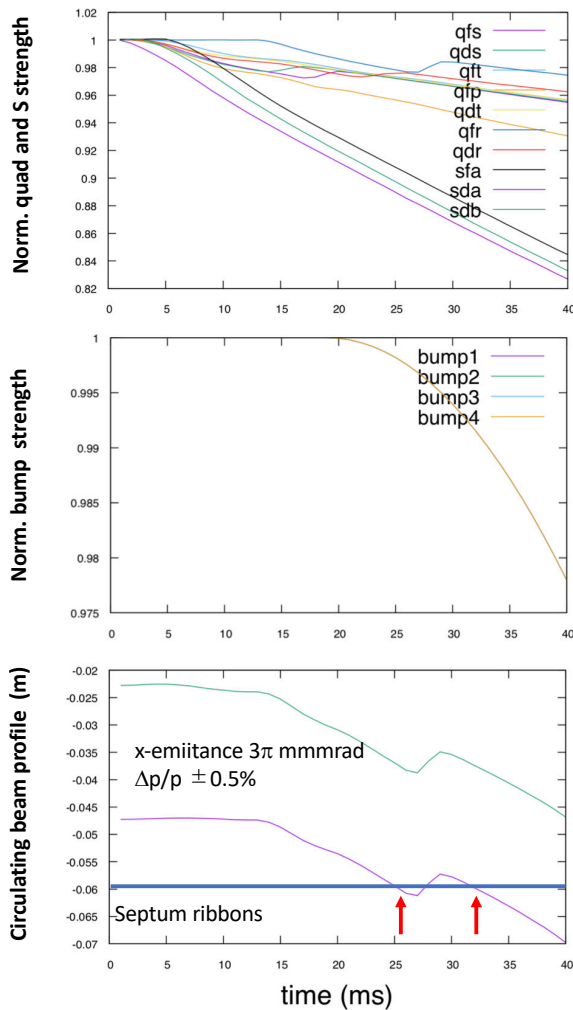 Norm. quad and S strength
1.02
1
0.98
0.96
0.94
0.92
0.9
0.88
0.86
0.84
0.82
qfs
qds
qft
qfp
qdt
qfr
qdr
sfa
sda
sdb
0 5 10 15 20 25 30 35 40
Norm. bump strength
1
0.995
0.99
0.985
0.98
0.975
bump1
bump2
bump3
bump4
0 5 10 15 20 25 30 35 40
Circulating beam profile (m)
-0.02
-0.025
-0.03
-0.035
-0.04
-0.045
-0.05
-0.055
-0.06
-0.065
-0.07
x-emiitance 3π mmmrad
Δp/p ±0.5%
Septum ribbons
0 5 10 15 20 25 30 35 40
time (ms)